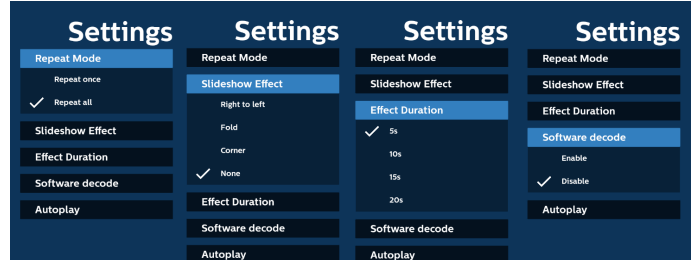 Settings
Repeat Mode
Repeat once
Repeat all
Slideshow Effect
Effect Duration
Software decode
Autoplay
Settings
Repeat Mode
Slideshow Effect
Right to left
Fold
Corner
None
Effect Duration
Software decode
Autoplay
Settings
Repeat Mode
Slideshow Effect
Effect Duration
5s
10s
15s
20s
Software decode
Autoplay
Settings
Repeat Mode
Slideshow Effect
Effect Duration
Software decode
Enable
Disable
Autoplay